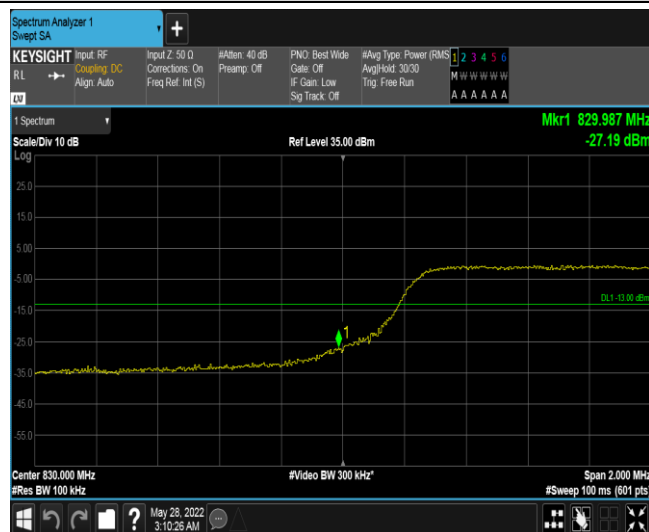 Spectrum Analyzer 1
Swept SA
+
KEYSIGHT
RL
Input: RF
Coupling: DC
Align: Auto
Input Z: 50 Ω
Corrections: On
Freq Ref: Int (S)
#Atten: 40 dB
Preamp: Off
PNO: Best Wide
Gate: Off
IF Gain: Low
Sig Track: Off
#Avg Type: Power (RMS
Avg|Hold: 30/30
Trig: Free Run
1 2 3 4 5 6
M W W W W W
A A A A A A
1 Spectrum
Mkr1 829.987 MHz
Scale/Div 10 dB
Ref Level 35.00 dBm
-27.19 dBm
Log
25.0
15.0
5.00
-5.00
DL1 -13.00 dBm
-15.0
1
-25.0
-35.0
-45.0
-55.0
Center 830.000 MHz
#Video BW 300 kHz*
Span 2.000 MHz
#Res BW 100 kHz
#Sweep 100 ms (601 pts)
?
May 28, 2022
3:10:26 AM